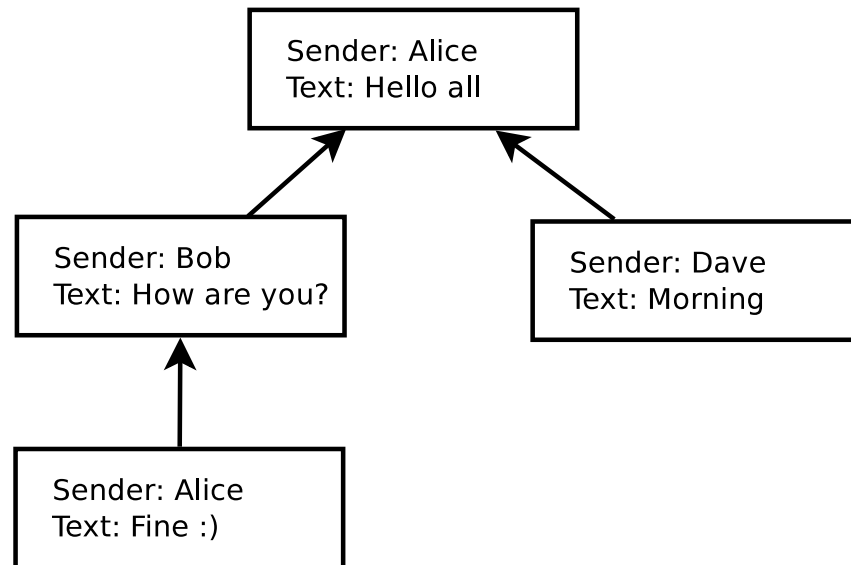 Sender: Alice
Text: Hello all
Sender: Bob
Text: How are you?
Sender: Dave
Text: Morning
Sender: Alice
Text: Fine :)